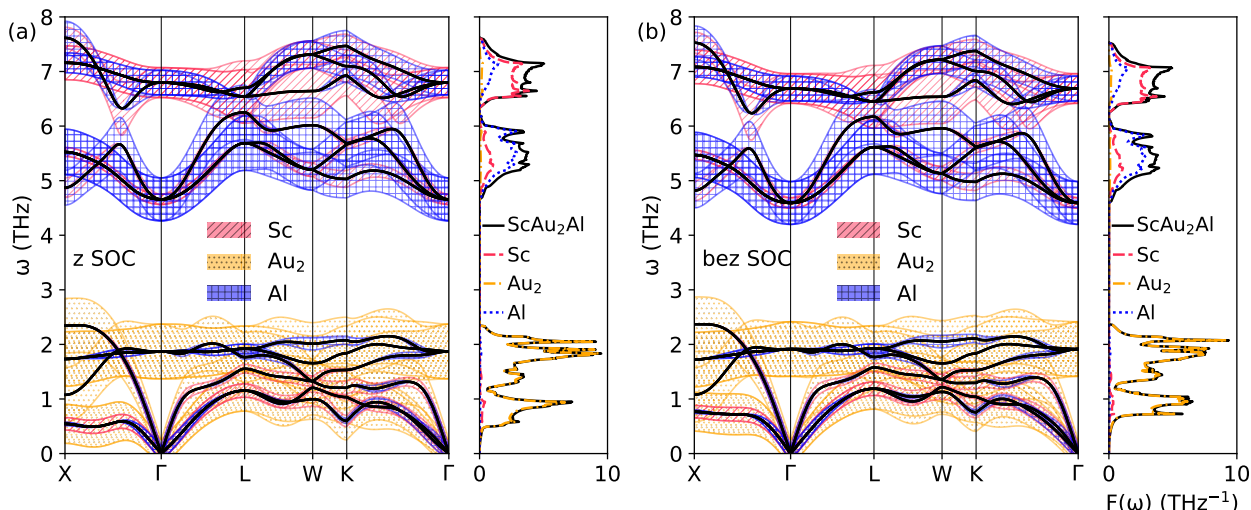 (a)
ω (THz)
8
7
6
5
4
3
2
1
0
X Γ L W K Γ
z SOC
Sc
Au₂
Al
0 10
(b)
ω (THz)
8
7
6
5
4
3
2
1
0
X Γ L W K Γ
bez SOC
Sc
Au₂
Al
ScAu₂Al
Sc
Au₂
Al
ScAu₂Al
Sc
Au₂
Al
0 10
F(ω) (THz⁻¹)